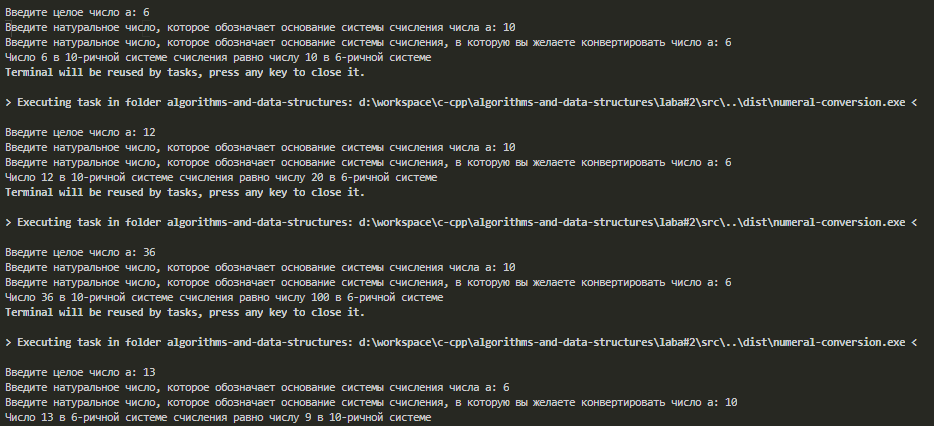 Введите целое число a: 6
Введите натуральное число, которое обозначает основание системы счисления числа a: 10
Введите натуральное число, которое обозначает основание системы счисления, в которую вы желаете конвертировать число a: 6
Число 6 в 10-ричной системе счисления равно числу 10 в 6-ричной системе
Terminal will be reused by tasks, press any key to close it.
> Executing task in folder algorithms-and-data-structures: d:\workspace\c-cpp\algorithms-and-data-structures\laba#2\src\..\dist\numeral-conversion.exe <
Введите целое число a: 12
Введите натуральное число, которое обозначает основание системы счисления числа a: 10
Введите натуральное число, которое обозначает основание системы счисления, в которую вы желаете конвертировать число a: 6
Число 12 в 10-ричной системе счисления равно числу 20 в 6-ричной системе
Terminal will be reused by tasks, press any key to close it.
> Executing task in folder algorithms-and-data-structures: d:\workspace\c-cpp\algorithms-and-data-structures\laba#2\src\..\dist\numeral-conversion.exe <
Введите целое число a: 36
Введите натуральное число, которое обозначает основание системы счисления числа a: 10
Введите натуральное число, которое обозначает основание системы счисления, в которую вы желаете конвертировать число a: 6
Число 36 в 10-ричной системе счисления равно числу 100 в 6-ричной системе
Terminal will be reused by tasks, press any key to close it.
> Executing task in folder algorithms-and-data-structures: d:\workspace\c-cpp\algorithms-and-data-structures\laba#2\src\..\dist\numeral-conversion.exe <
Введите целое число a: 13
Введите натуральное число, которое обозначает основание системы счисления числа a: 6
Введите натуральное число, которое обозначает основание системы счисления, в которую вы желаете конвертировать число a: 10
Число 13 в 6-ричной системе счисления равно числу 9 в 10-ричной системе